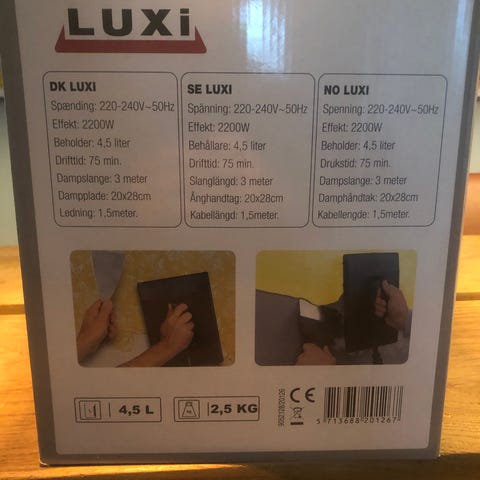 LUXi
DK LUXI
Spænding: 220-240V~50Hz
Effekt: 2200W
Beholder: 4,5 liter
Drifttid: 75 min.
Dampslange: 3 meter
Dampplade: 20x28cm
Ledning: 1,5meter.
SE LUXI
Spänning: 220-240V~50Hz
Effekt: 2200W
Behållare: 4,5 liter
Drifttid: 75 min.
Slanglängd: 3 meter
Ånghandtag: 20x28cm
Kabellängd: 1,5meter.
NO LUXI
Spenning: 220-240V~50Hz
Effekt: 2200W
Beholder: 4,5 liter
Drukstid: 75 min.
Dampslange: 3 meter
Damphåndtak: 20x28cm
Kabellengde: 1,5meter.
4,5 L
2,5 KG
CE
5 713688 201267